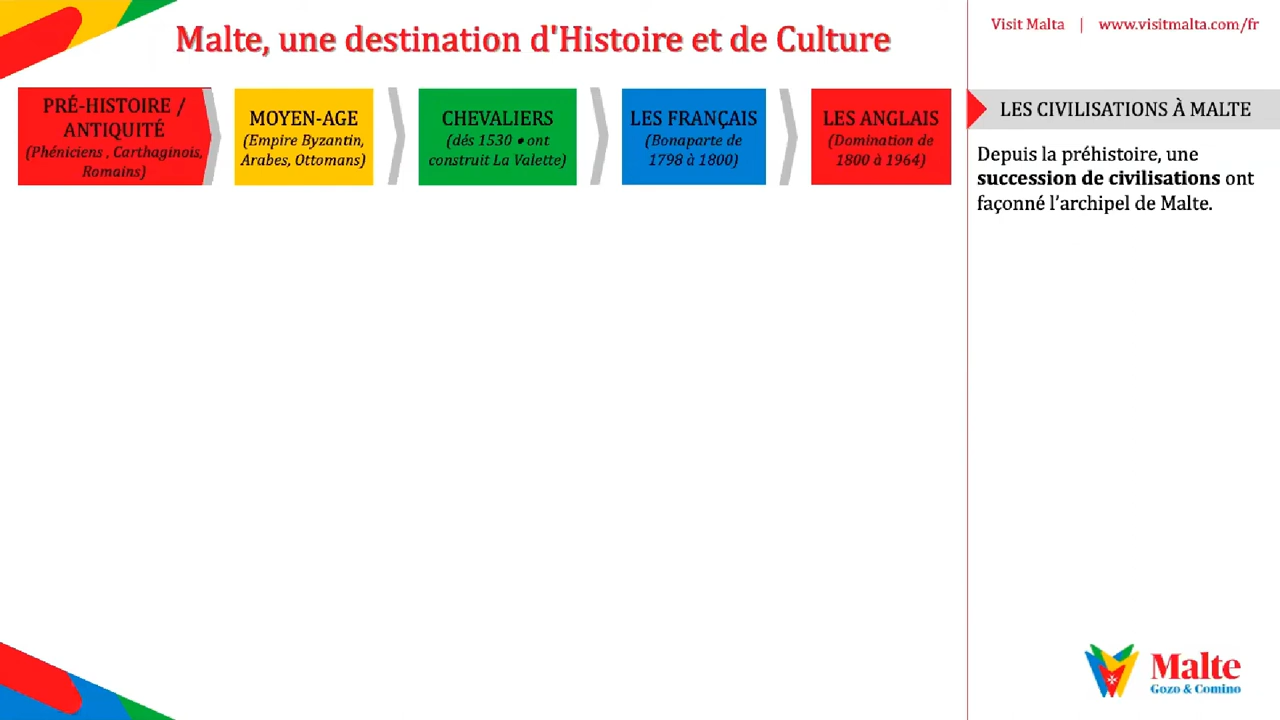 Malte, une destination d'Histoire et de Culture
Visit Malta | www.visitmalta.com/fr
PRÉ-HISTOIRE /
ANTIQUITÉ
(Phéniciens , Carthaginois,
Romains)
MOYEN-AGE
(Empire Byzantin,
Arabes, Ottomans)
CHEVALIERS
(dés 1530 • ont
construit La Valette)
LES FRANÇAIS
(Bonaparte de
1798 à 1800)
LES ANGLAIS
(Domination de
1800 à 1964)
LES CIVILISATIONS À MALTE
Depuis la préhistoire, une
succession de civilisations ont
façonné l'archipel de Malte.
Malte
Gozo & Comino